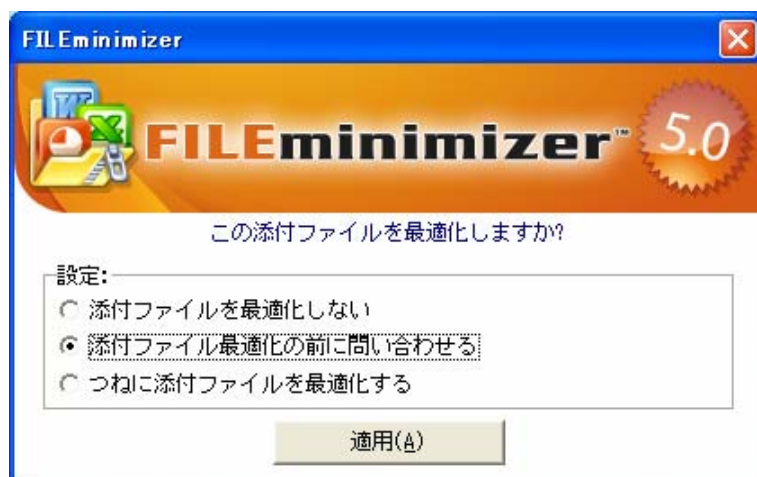 FILEminimizer
FILEminimizer™ 5.0
この添付ファイルを最適化しますか?
設定:
添付ファイルを最適化しない
添付ファイル最適化の前に問い合わせる
つねに添付ファイルを最適化する
適用(A)